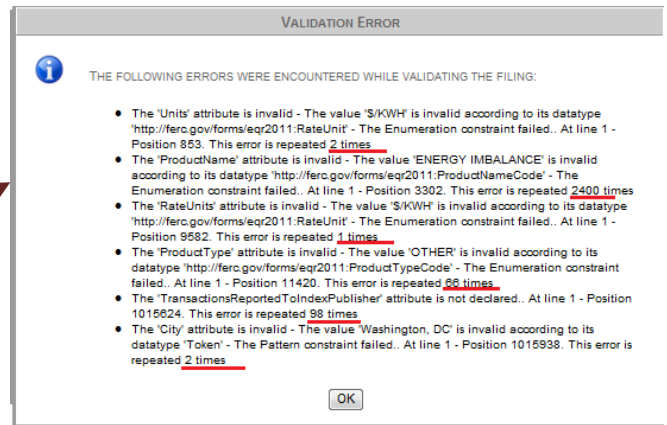 VALIDATION ERROR
THE FOLLOWING ERRORS WERE ENCOUNTERED WHILE VALIDATING THE FILING:
• The 'Units' attribute is invalid - The value '$/KWH' is invalid according to its datatype
'http://ferc.gov/forms/eqr2011:RateUnit' - The Enumeration constraint failed.. At line 1 -
Position 853. This error is repeated 2 times
• The 'ProductName' attribute is invalid - The value 'ENERGY IMBALANCE' is invalid
according to its datatype 'http://ferc.gov/forms/eqr2011:ProductNameCode' - The
Enumeration constraint failed.. At line 1 - Position 3302. This error is repeated 2400 times
• The 'RateUnits' attribute is invalid - The value '$/KWH' is invalid according to its datatype
'http://ferc.gov/forms/eqr2011:RateUnit' - The Enumeration constraint failed.. At line 1 -
Position 9582. This error is repeated 1 times
• The 'ProductType' attribute is invalid - The value 'OTHER' is invalid according to its
datatype 'http://ferc.gov/forms/eqr2011:ProductTypeCode' - The Enumeration constraint
failed.. At line 1 - Position 11420. This error is repeated 66 times
• The 'TransactionsReportedToIndexPublisher' attribute is not declared.. At line 1 - Position
1015624. This error is repeated 98 times
• The 'City' attribute is invalid - The value 'Washington, DC' is invalid according to its
datatype 'Token' - The Pattern constraint failed.. At line 1 - Position 1015938. This error is
repeated 2 times
OK